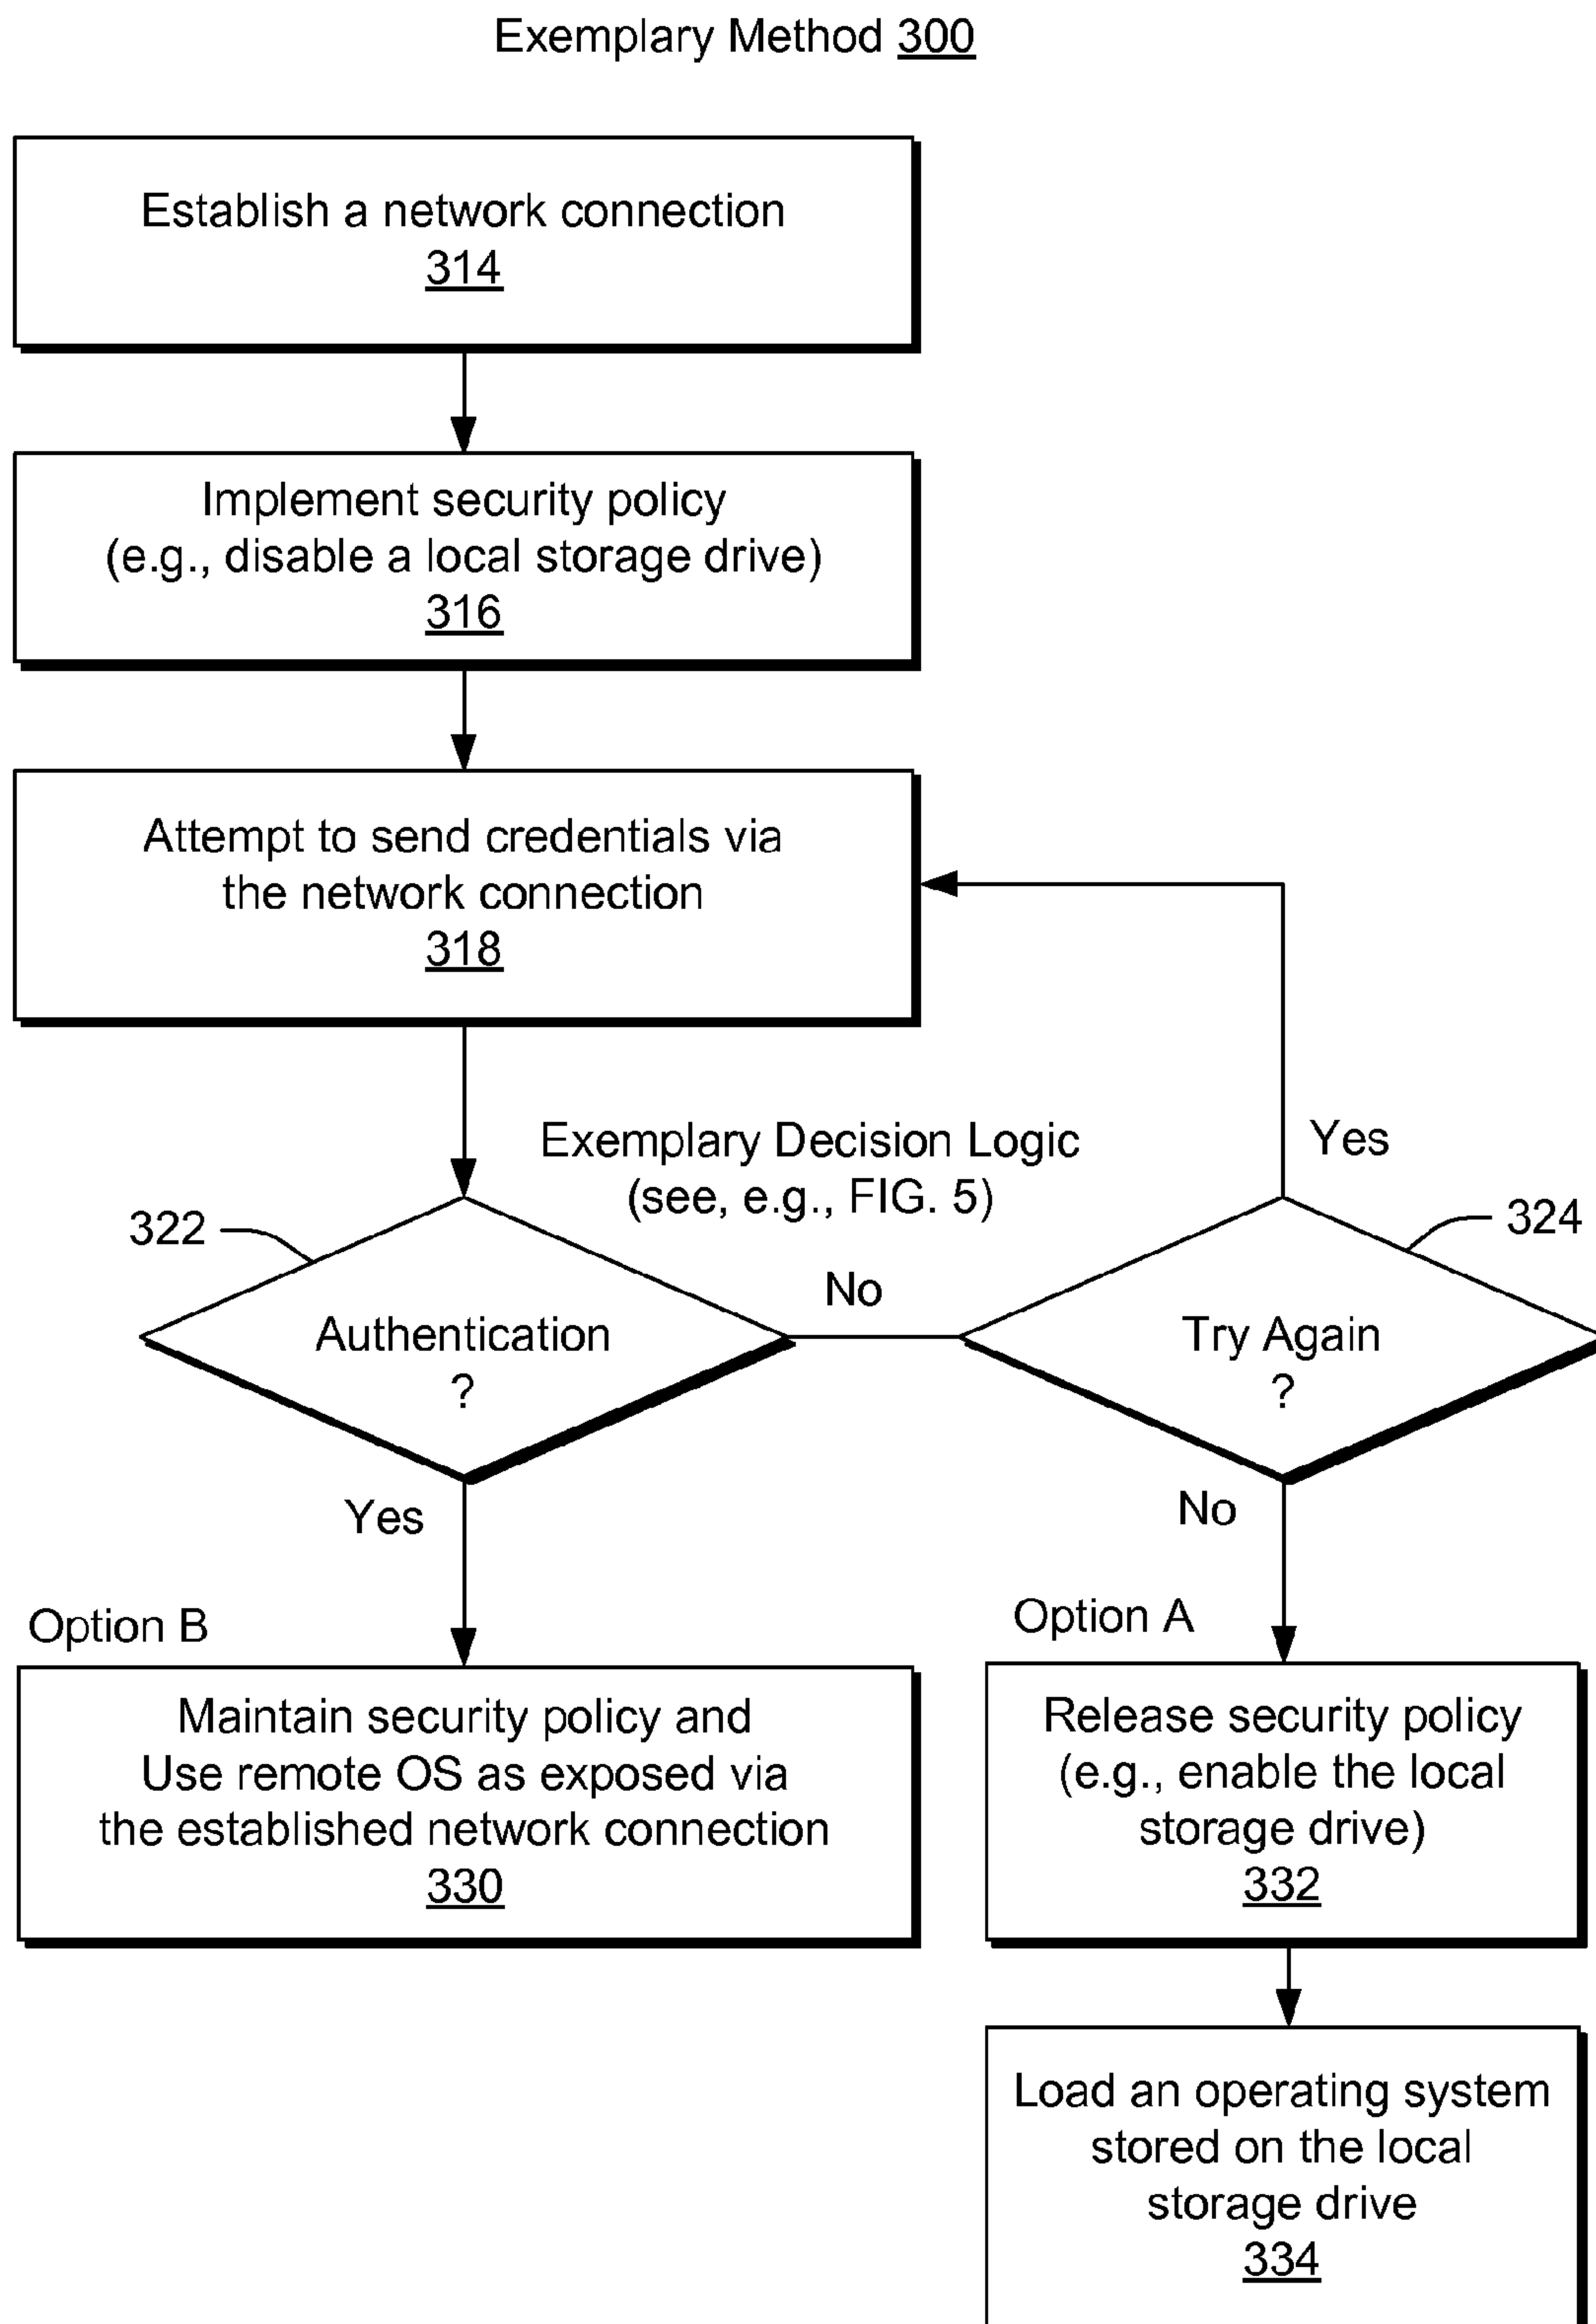 Exemplary Method 300
Establish a network connection
314
Implement security policy
(e.g., disable a local storage drive)
316
Attempt to send credentials via
the network connection
318
Exemplary Decision Logic
(see, e.g., FIG. 5)
Yes
322
324
No
Authentication
?
Try Again
?
Yes
No
Option B
Option A
Maintain security policy and
Use remote OS as exposed via
the established network connection
330
Release security policy
(e.g., enable the local
storage drive)
332
Load an operating system
stored on the local
storage drive
334